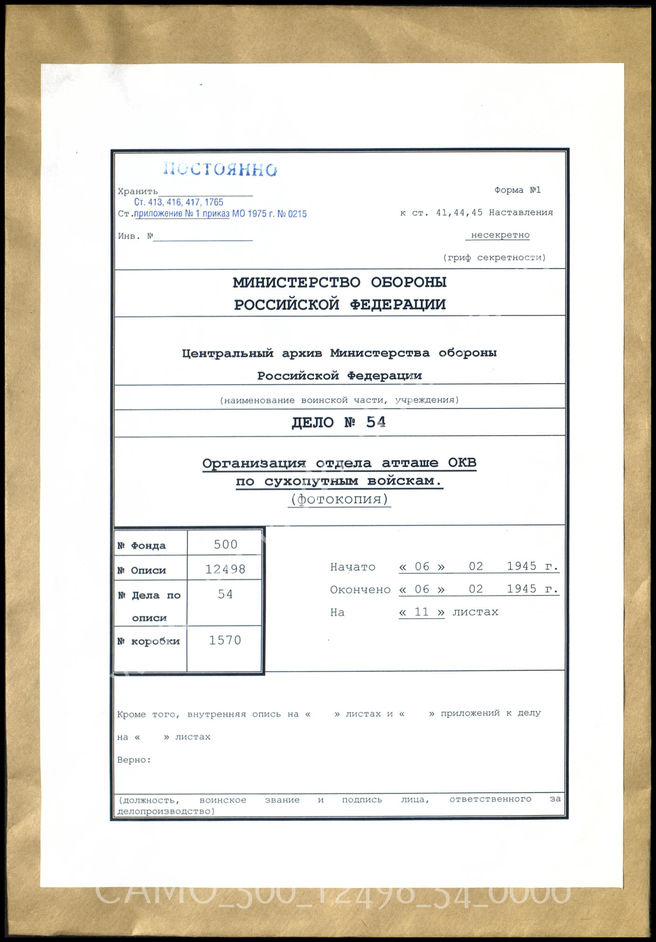 ПОСТОЯННО
Хранить
Форма №1
Ст. 413, 416, 417, 1765
Ст. приложение № 1 приказ МО 1975 г. № 0215
к ст. 41,44,45 Наставления
Инв. №
несекретно
(гриф секретности)
МИНИСТЕРСТВО ОБОРОНЫ
РОССИЙСКОЙ ФЕДЕРАЦИИ
Центральный архив Министерства обороны
Российской Федерации
(наименование воинской части, учреждения)
ДЕЛО № 54
Организация отдела атташе ОКВ
по сухопутным войскам.
(фотокопия)
№ Фонда 500
№ Описи 12498
№ Дела по описи 54
№ коробки 1570
Начато « 06 » 02 1945 г.
Окончено « 06 » 02 1945 г.
На « 11 » листах
Кроме того, внутренняя опись на « » листах и « » приложений к делу
на « » листах
Верно:
(должность, воинское звание и подпись лица, ответственного за
делопроизводство)
CAMO_500_12498_54_0000